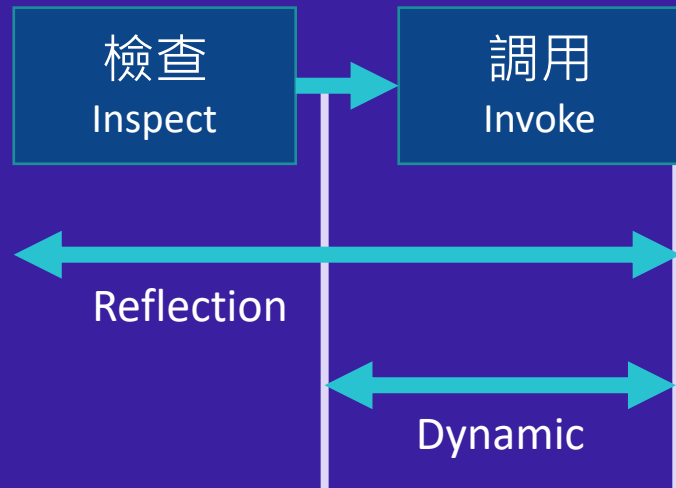 檢查
Inspect
調用
Invoke
Reflection
Dynamic